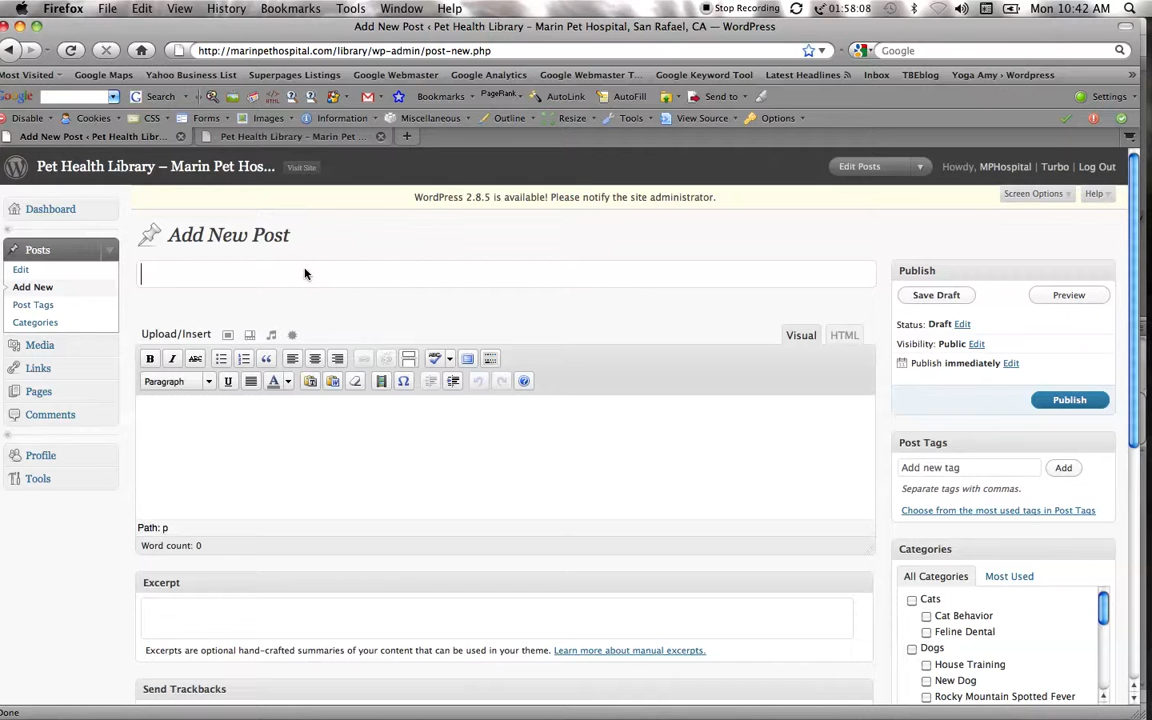 Firefox File Edit View History Bookmarks Tools Window Help Stop Recording 01:58:08 Mon 10:42 AM
Add New Post ‹ Pet Health Library – Marin Pet Hospital, San Rafael, CA — WordPress
http://marinpethospital.com/library/wp-admin/post-new.php Google
Most Visited Google Maps Yahoo Business List Superpages Listings Google Webmaster Google Analytics Google Webmaster T... Google Keyword Tool Latest Headlines Inbox TBEblog Yoga Amy › WordPress
Google Search Bookmarks PageRank AutoLink AutoFill Send to Settings
Disable Cookies CSS Forms Images Information Miscellaneous Outline Resize Tools View Source Options
Add New Post ‹ Pet Health Libr... Pet Health Library – Marin Pet ...
Pet Health Library – Marin Pet Hos... Visit Site Edit Posts Howdy, MPHospital | Turbo | Log Out
WordPress 2.8.5 is available! Please notify the site administrator. Screen Options Help
Dashboard
Add New Post
Posts
Edit
Add New
Post Tags
Categories
Media
Links
Pages
Comments
Profile
Tools
Upload/Insert Visual HTML
B I ABC
Paragraph U A
Path: p
Word count: 0
Excerpt
Excerpts are optional hand-crafted summaries of your content that can be used in your theme. Learn more about manual excerpts.
Send Trackbacks
Publish
Save Draft Preview
Status: Draft Edit
Visibility: Public Edit
Publish immediately Edit
Publish
Post Tags
Add new tag Add
Separate tags with commas.
Choose from the most used tags in Post Tags
Categories
All Categories Most Used
Cats
Cat Behavior
Feline Dental
Dogs
House Training
New Dog
Rocky Mountain Spotted Fever
Done